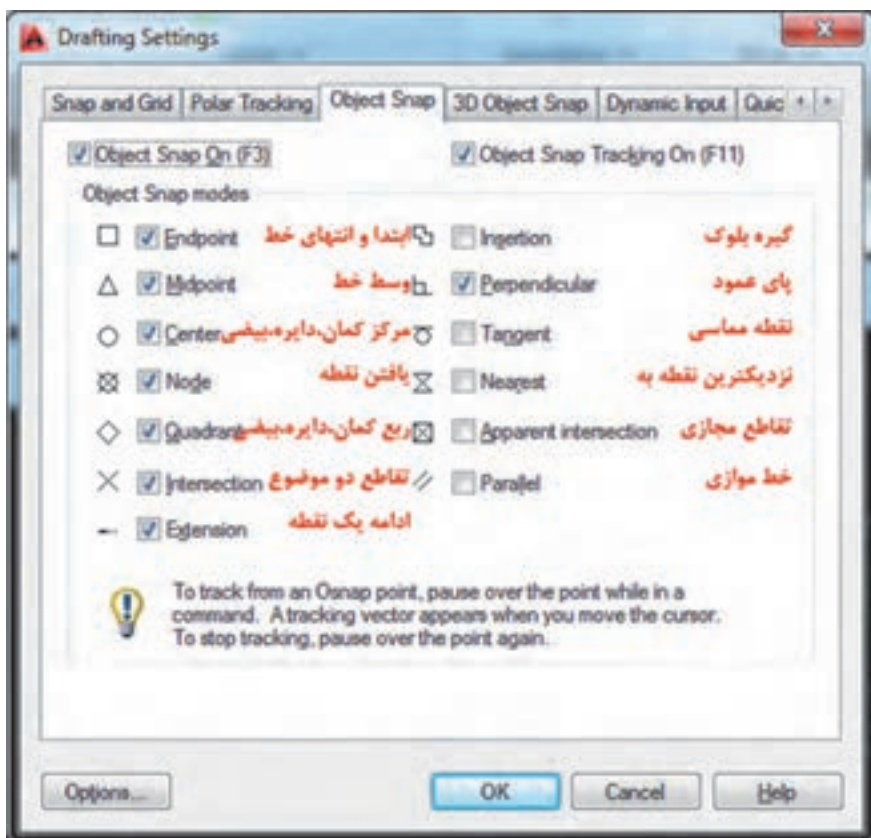 Drafting Settings
Snap and Grid Polar Tracking Object Snap 3D Object Snap Dynamic Input Quic
Object Snap On (F3) Object Snap Tracking On (F11)
Object Snap modes
Endpoint ابتدا و انتهای خط Insertion گیره بلوک
Midpoint وسط خط Perpendicular پای عمود
Center مرکز کمان،دایره،بیضی Tangent نقطه مماسی
Node یافتن نقطه Nearest نزدیکترین نقطه به
Quadrant ربع کمان،دایره،بیضی Apparent intersection تقاطع مجازی
Intersection تقاطع دو موضوع Parallel خط موازی
Extension ادامه یک نقطه
To track from an Osnap point, pause over the point while in a
command. A tracking vector appears when you move the cursor.
To stop tracking, pause over the point again.
Options... OK Cancel Help